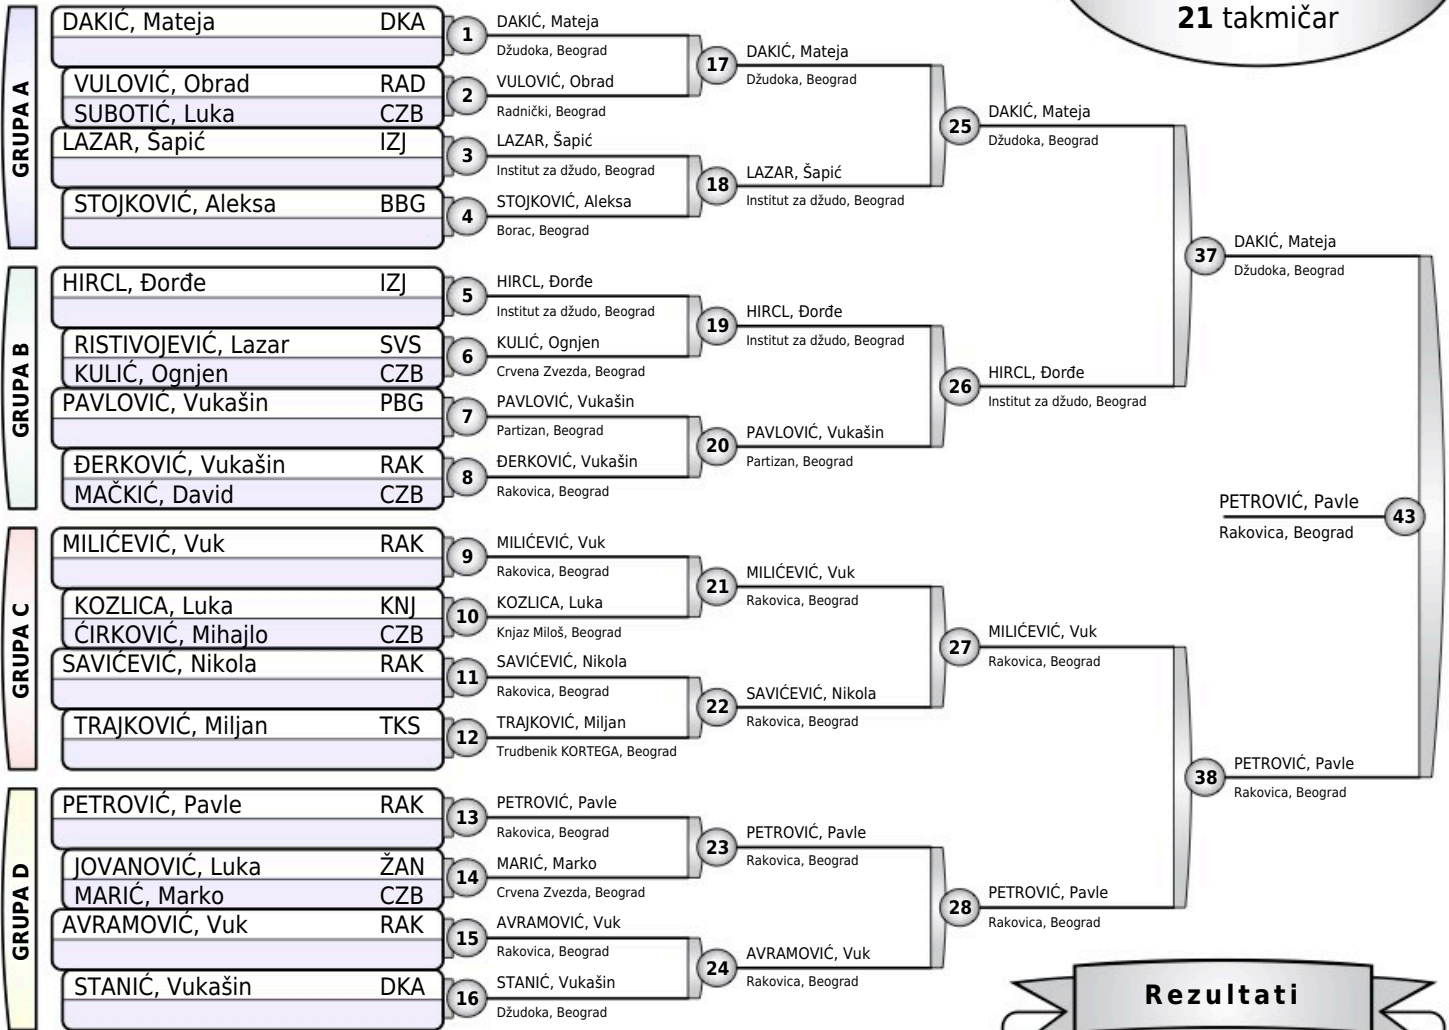 21 takmičar
GRUPA A
DAKIĆ, Mateja DKA
VULOVIĆ, Obrad RAD
SUBOTIĆ, Luka CZB
LAZAR, Šapić IZJ
STOJKOVIĆ, Aleksa BBG
GRUPA B
HIRCL, Đorđe IZJ
RISTIVOJEVIĆ, Lazar SVS
KULIĆ, Ognjen CZB
PAVLOVIĆ, Vukašin PBG
ĐERKOVIĆ, Vukašin RAK
MAČKIĆ, David CZB
GRUPA C
MILIĆEVIĆ, Vuk RAK
KOZLICA, Luka KNJ
ĆIRKOVIĆ, Mihajlo CZB
SAVIĆEVIĆ, Nikola RAK
TRAJKOVIĆ, Miljan TKS
GRUPA D
PETROVIĆ, Pavle RAK
JOVANOVIĆ, Luka ŽAN
MARIĆ, Marko CZB
AVRAMOVIĆ, Vuk RAK
STANIĆ, Vukašin DKA
1 DAKIĆ, Mateja
Džudoka, Beograd
2 VULOVIĆ, Obrad
Radnički, Beograd
3 LAZAR, Šapić
Institut za džudo, Beograd
4 STOJKOVIĆ, Aleksa
Borac, Beograd
5 HIRCL, Đorđe
Institut za džudo, Beograd
6 KULIĆ, Ognjen
Crvena Zvezda, Beograd
7 PAVLOVIĆ, Vukašin
Partizan, Beograd
8 ĐERKOVIĆ, Vukašin
Rakovica, Beograd
9 MILIĆEVIĆ, Vuk
Rakovica, Beograd
10 KOZLICA, Luka
Knjaz Miloš, Beograd
11 SAVIĆEVIĆ, Nikola
Rakovica, Beograd
12 TRAJKOVIĆ, Miljan
Trudbenik KORTEGA, Beograd
13 PETROVIĆ, Pavle
Rakovica, Beograd
14 MARIĆ, Marko
Crvena Zvezda, Beograd
15 AVRAMOVIĆ, Vuk
Rakovica, Beograd
16 STANIĆ, Vukašin
Džudoka, Beograd
17 DAKIĆ, Mateja
Džudoka, Beograd
18 LAZAR, Šapić
Institut za džudo, Beograd
19 HIRCL, Đorđe
Institut za džudo, Beograd
20 PAVLOVIĆ, Vukašin
Partizan, Beograd
21 MILIĆEVIĆ, Vuk
Rakovica, Beograd
22 SAVIĆEVIĆ, Nikola
Rakovica, Beograd
23 PETROVIĆ, Pavle
Rakovica, Beograd
24 AVRAMOVIĆ, Vuk
Rakovica, Beograd
25 DAKIĆ, Mateja
Džudoka, Beograd
26 HIRCL, Đorđe
Institut za džudo, Beograd
27 MILIĆEVIĆ, Vuk
Rakovica, Beograd
28 PETROVIĆ, Pavle
Rakovica, Beograd
37 DAKIĆ, Mateja
Džudoka, Beograd
38 PETROVIĆ, Pavle
Rakovica, Beograd
PETROVIĆ, Pavle 43
Rakovica, Beograd
Rezultati